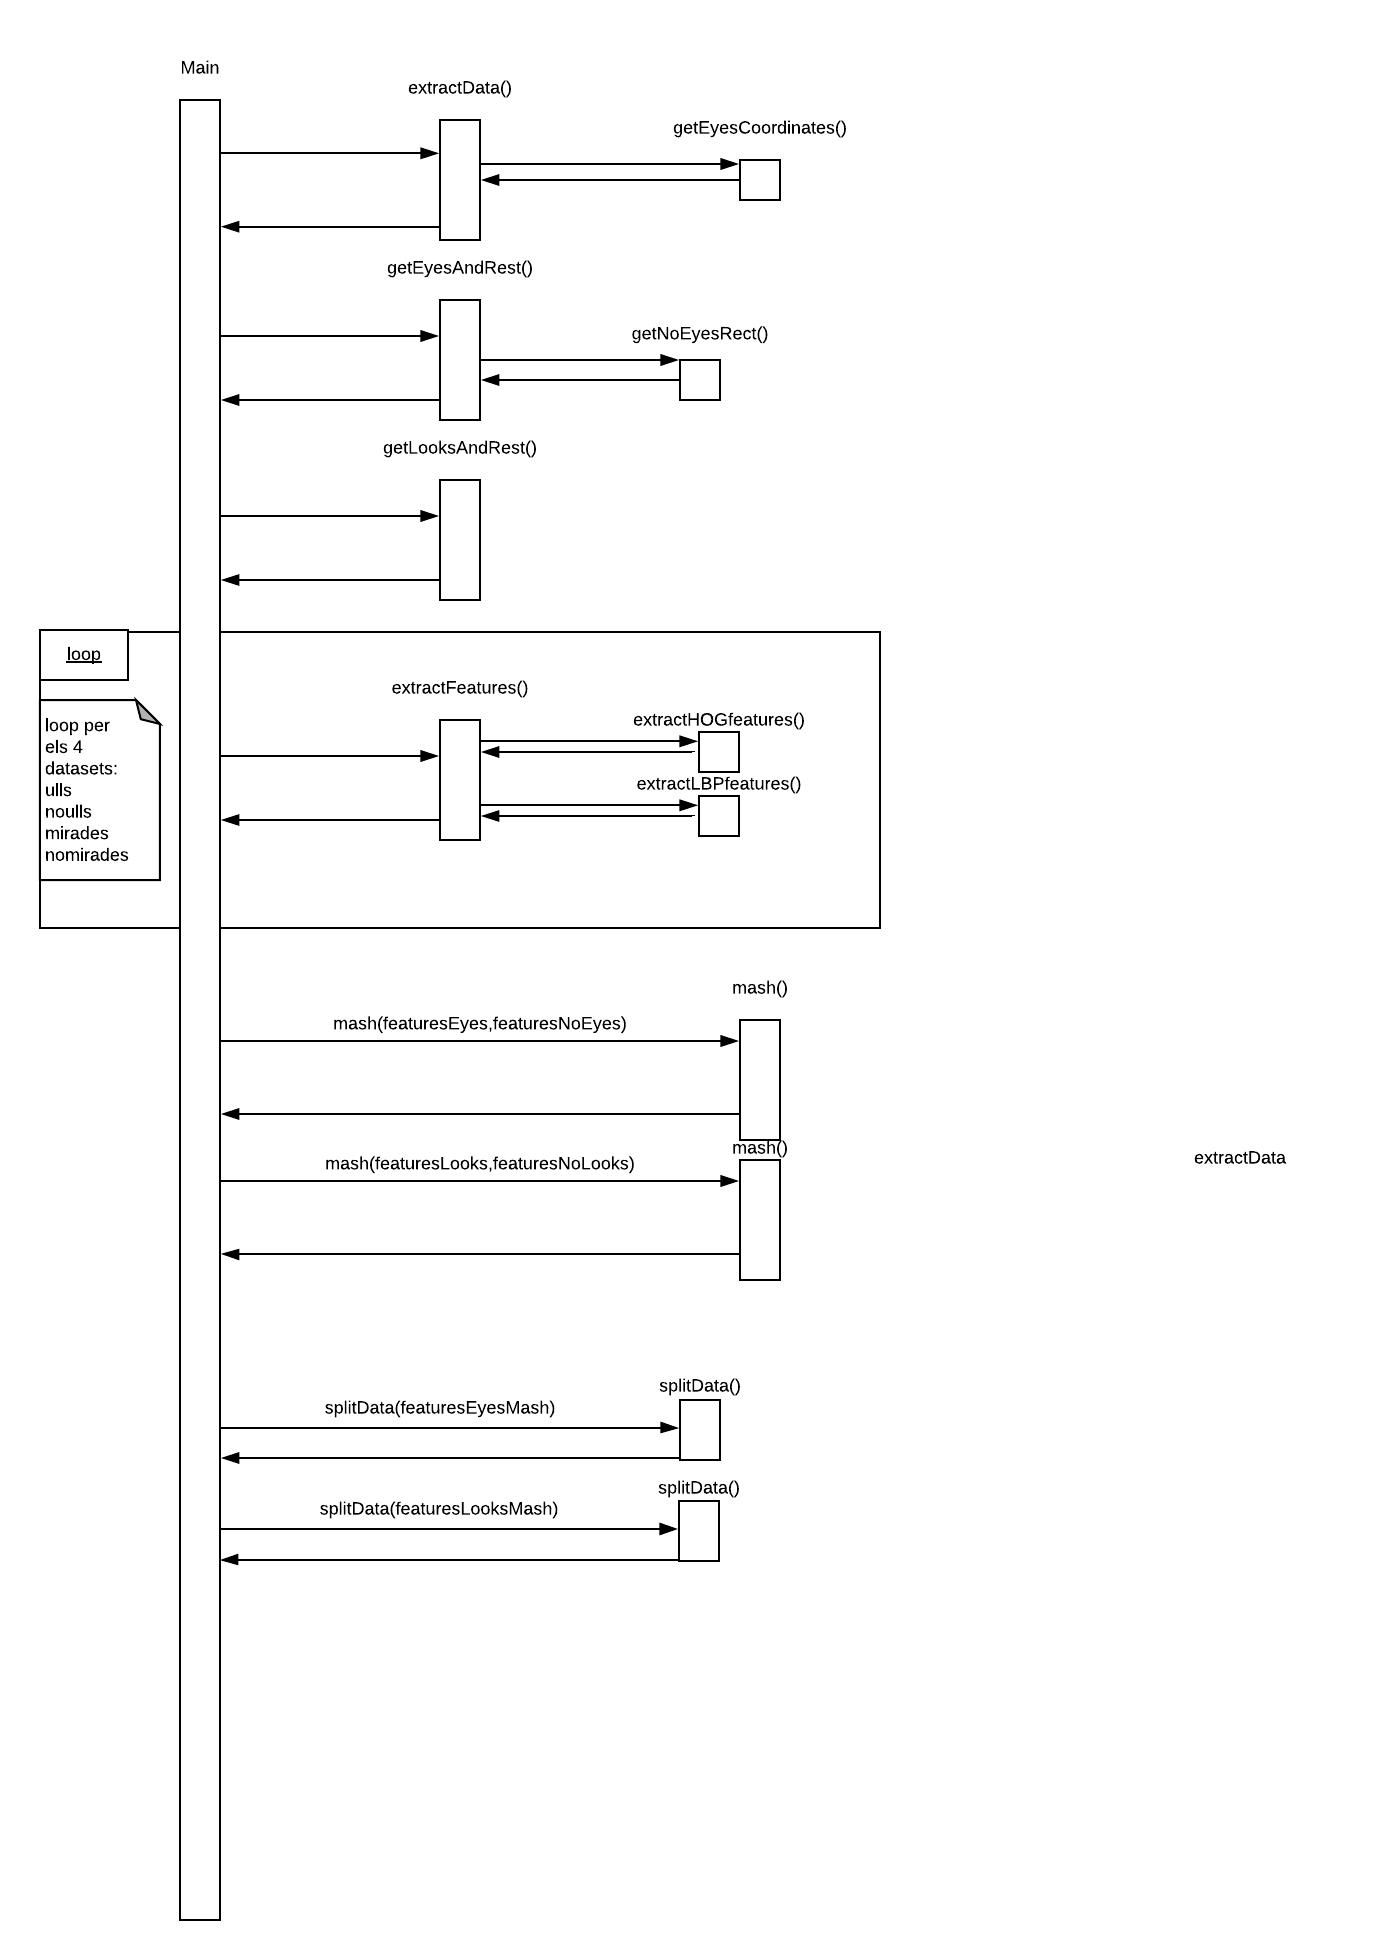 Main
extractData()
getEyesCoordinates()
getEyesAndRest()
getNoEyesRect()
getLooksAndRest()
loop
loop per
els 4
datasets:
ulls
noulls
mirades
nomirades
extractFeatures()
extractHOGfeatures()
extractLBPfeatures()
mash()
mash(featuresEyes,featuresNoEyes)
mash()
mash(featuresLooks,featuresNoLooks)
extractData
splitData()
splitData(featuresEyesMash)
splitData()
splitData(featuresLooksMash)